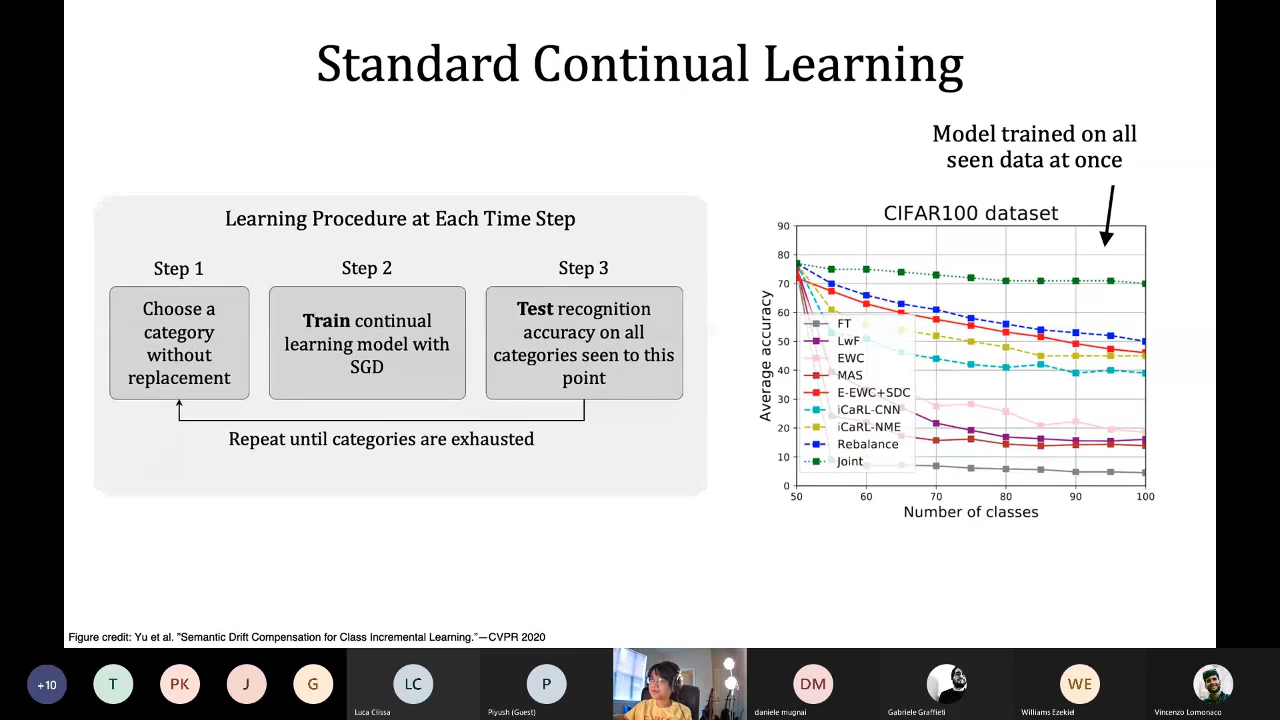 Standard Continual Learning
Model trained on all
seen data at once
Learning Procedure at Each Time Step
Step 1
Step 2
Step 3
Choose a
category
without
replacement
Train continual
learning model with
SGD
Test recognition
accuracy on all
categories seen to this
point
Repeat until categories are exhausted
CIFAR100 dataset
Average accuracy
90
80
70
60
50
40
30
20
10
0
FT
LwF
EWC
MAS
E-EWC+SDC
iCaRL-CNN
iCaRL-NME
Rebalance
Joint
50
60
70
80
90
100
Number of classes
Figure credit: Yu et al. "Semantic Drift Compensation for Class Incremental Learning."—CVPR 2020
+10
T
PK
J
G
LC
Luca Clissa
P
Piyush (Guest)
DM
daniele mugnai
Gabriele Graffieti
WE
Williams Ezekiel
Vincenzo Lomonaco